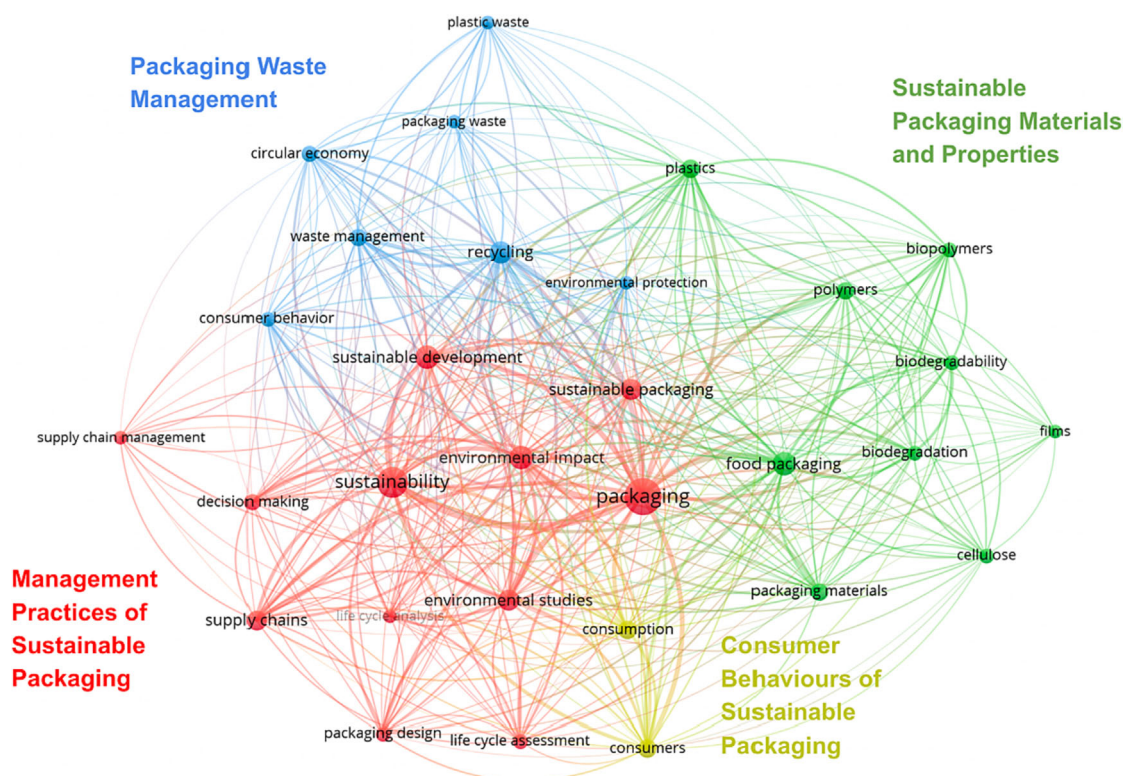 plastic waste
Packaging Waste
Management
Sustainable
Packaging Materials
and Properties
packaging waste
circular economy
plastics
waste management
recycling
biopolymers
environmental protection
polymers
consumer behavior
sustainable development
biodegradability
sustainable packaging
supply chain management
films
environmental impact
food packaging
biodegradation
sustainability
packaging
decision making
cellulose
Management
Practices of
Sustainable
Packaging
environmental studies
packaging materials
life cycle analysis
supply chains
consumption
Consumer
Behaviours of
Sustainable
Packaging
packaging design
life cycle assessment
consumers